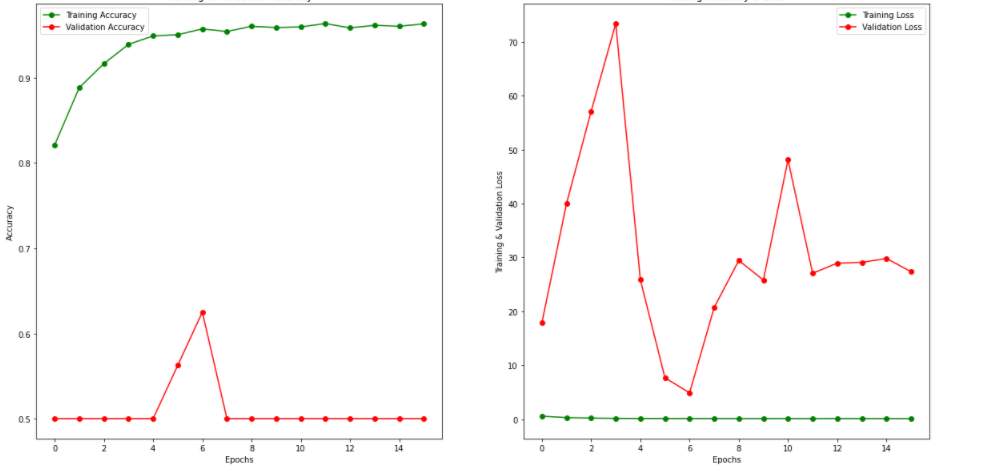 Training Accuracy
Validation Accuracy
0.9
0.8
0.7
0.6
0.5
Accuracy
0 2 4 6 8 10 12 14
Epochs
Training Loss
Validation Loss
70
60
50
40
30
20
10
0
Training & Validation Loss
0 2 4 6 8 10 12 14
Epochs